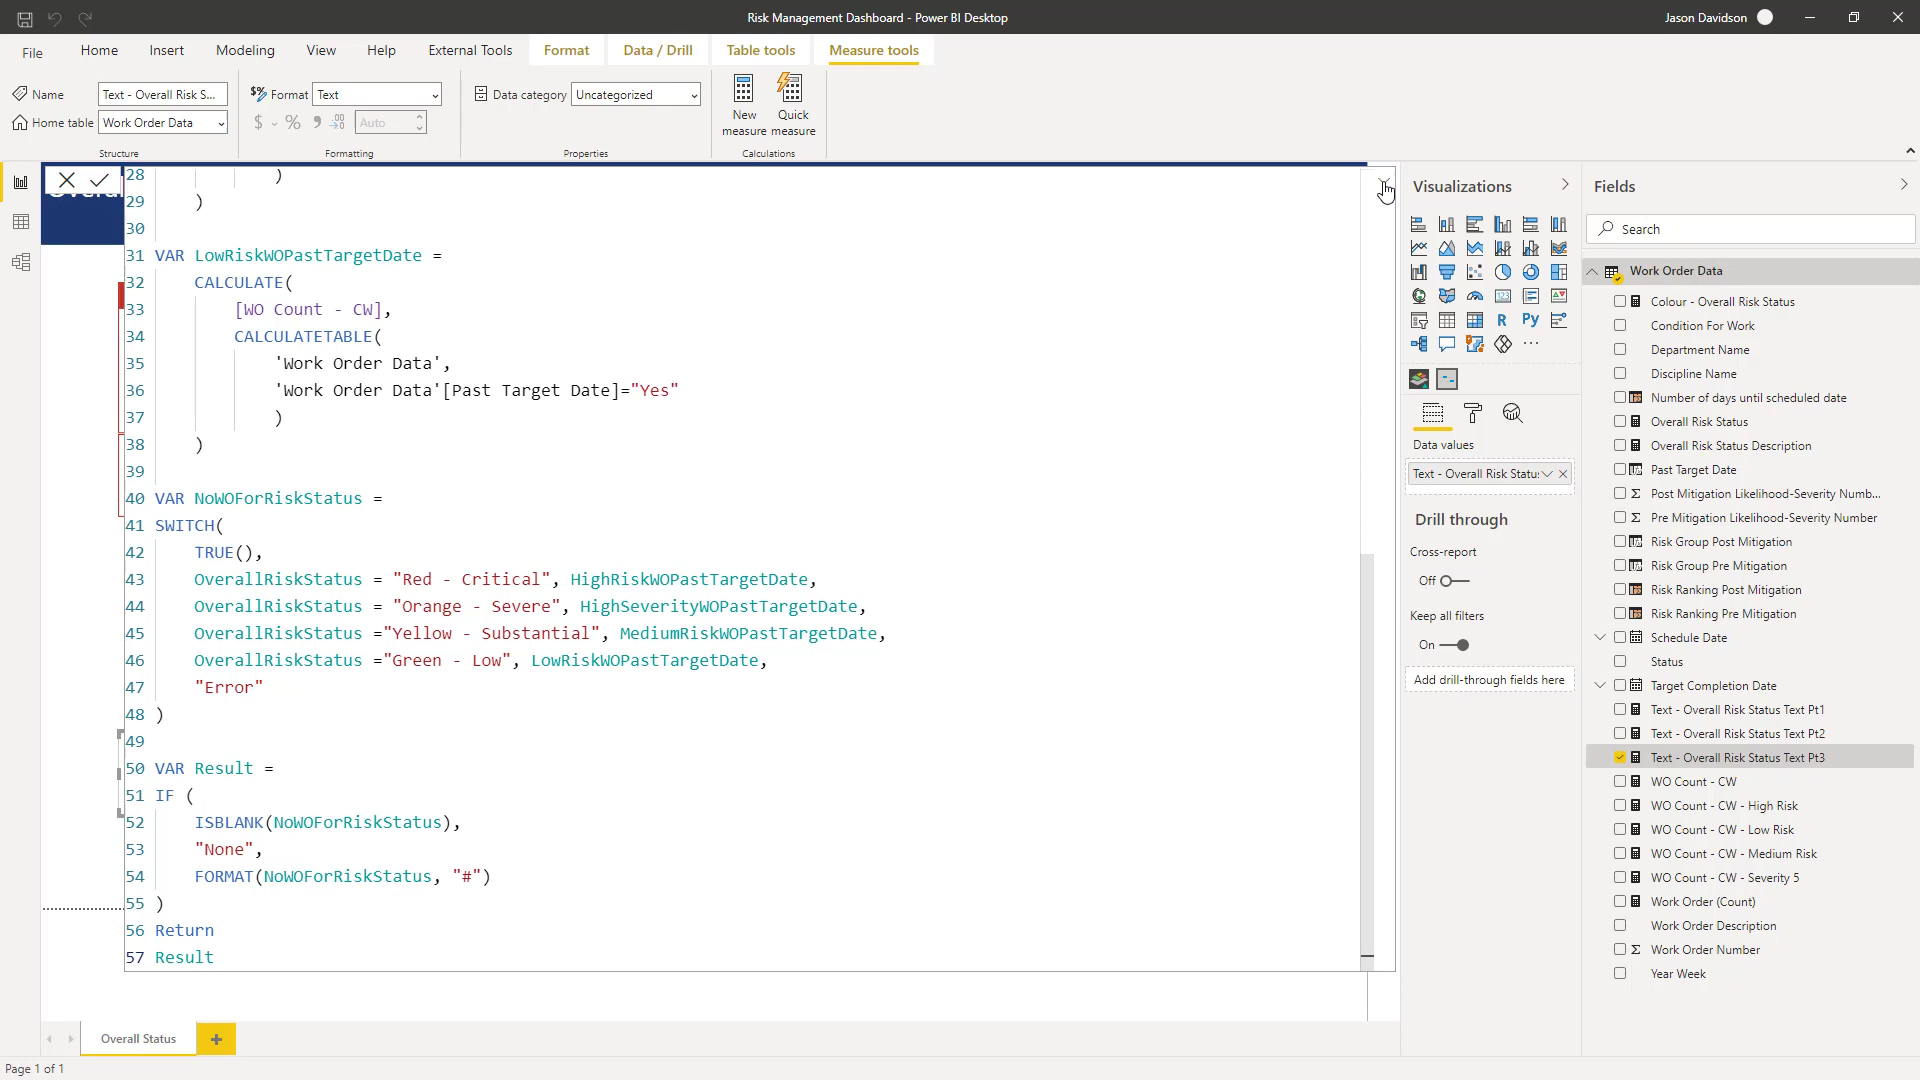 Risk Management Dashboard - Power BI Desktop
Jason Davidson
File
Home
Insert
Modeling
View
Help
External Tools
Format
Data / Drill
Table tools
Measure tools
Name
Text - Overall Risk S...
Home table
Work Order Data
Structure
$% Format
Text
$
%
Auto
Formatting
Data category
Uncategorized
Properties
New
measure
Quick
measure
Calculations
28 )
29 )
30
31 VAR LowRiskWOPastTargetDate =
32 CALCULATE(
33 [WO Count - CW],
34 CALCULATETABLE(
35 'Work Order Data',
36 'Work Order Data'[Past Target Date]="Yes"
37 )
38 )
39
40 VAR NoWOForRiskStatus =
41 SWITCH(
42 TRUE(),
43 OverallRiskStatus = "Red - Critical", HighRiskWOPastTargetDate,
44 OverallRiskStatus = "Orange - Severe", HighSeverityWOPastTargetDate,
45 OverallRiskStatus ="Yellow - Substantial", MediumRiskWOPastTargetDate,
46 OverallRiskStatus ="Green - Low", LowRiskWOPastTargetDate,
47 "Error"
48 )
49
50 VAR Result =
51 IF (
52 ISBLANK(NoWOForRiskStatus),
53 "None",
54 FORMAT(NoWOForRiskStatus, "#")
55 )
56 Return
57 Result
Visualizations
R
Py
Data values
Text - Overall Risk Statu
Drill through
Cross-report
Off
Keep all filters
On
Add drill-through fields here
Fields
Search
Work Order Data
Colour - Overall Risk Status
Condition For Work
Department Name
Discipline Name
Number of days until scheduled date
Overall Risk Status
Overall Risk Status Description
Past Target Date
Σ Post Mitigation Likelihood-Severity Numb...
Σ Pre Mitigation Likelihood-Severity Number
Risk Group Post Mitigation
Risk Group Pre Mitigation
Risk Ranking Post Mitigation
Risk Ranking Pre Mitigation
Schedule Date
Status
Target Completion Date
Text - Overall Risk Status Text Pt1
Text - Overall Risk Status Text Pt2
Text - Overall Risk Status Text Pt3
WO Count - CW
WO Count - CW - High Risk
WO Count - CW - Low Risk
WO Count - CW - Medium Risk
WO Count - CW - Severity 5
Work Order (Count)
Work Order Description
Σ Work Order Number
Year Week
Overall Status
Page 1 of 1